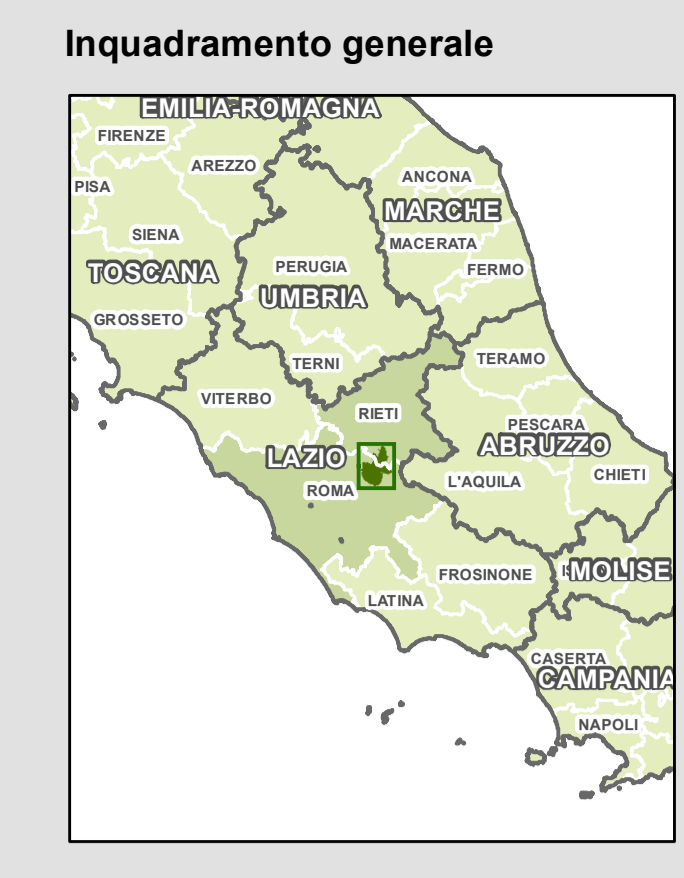 Inquadramento generale
EMILIA-ROMAGNA
FIRENZE
AREZZO
ANCONA
PISA
MARCHE
SIENA
MACERATA
PERUGIA
FERMO
TOSCANA
UMBRIA
GROSSETO
TERAMO
TERNI
VITERBO
RIETI
PESCARA
ABRUZZO
LAZIO
CHIETI
L'AQUILA
ROMA
MOLISE
FROSINONE
LATINA
CASERTA
CAMPANIA
NAPOLI